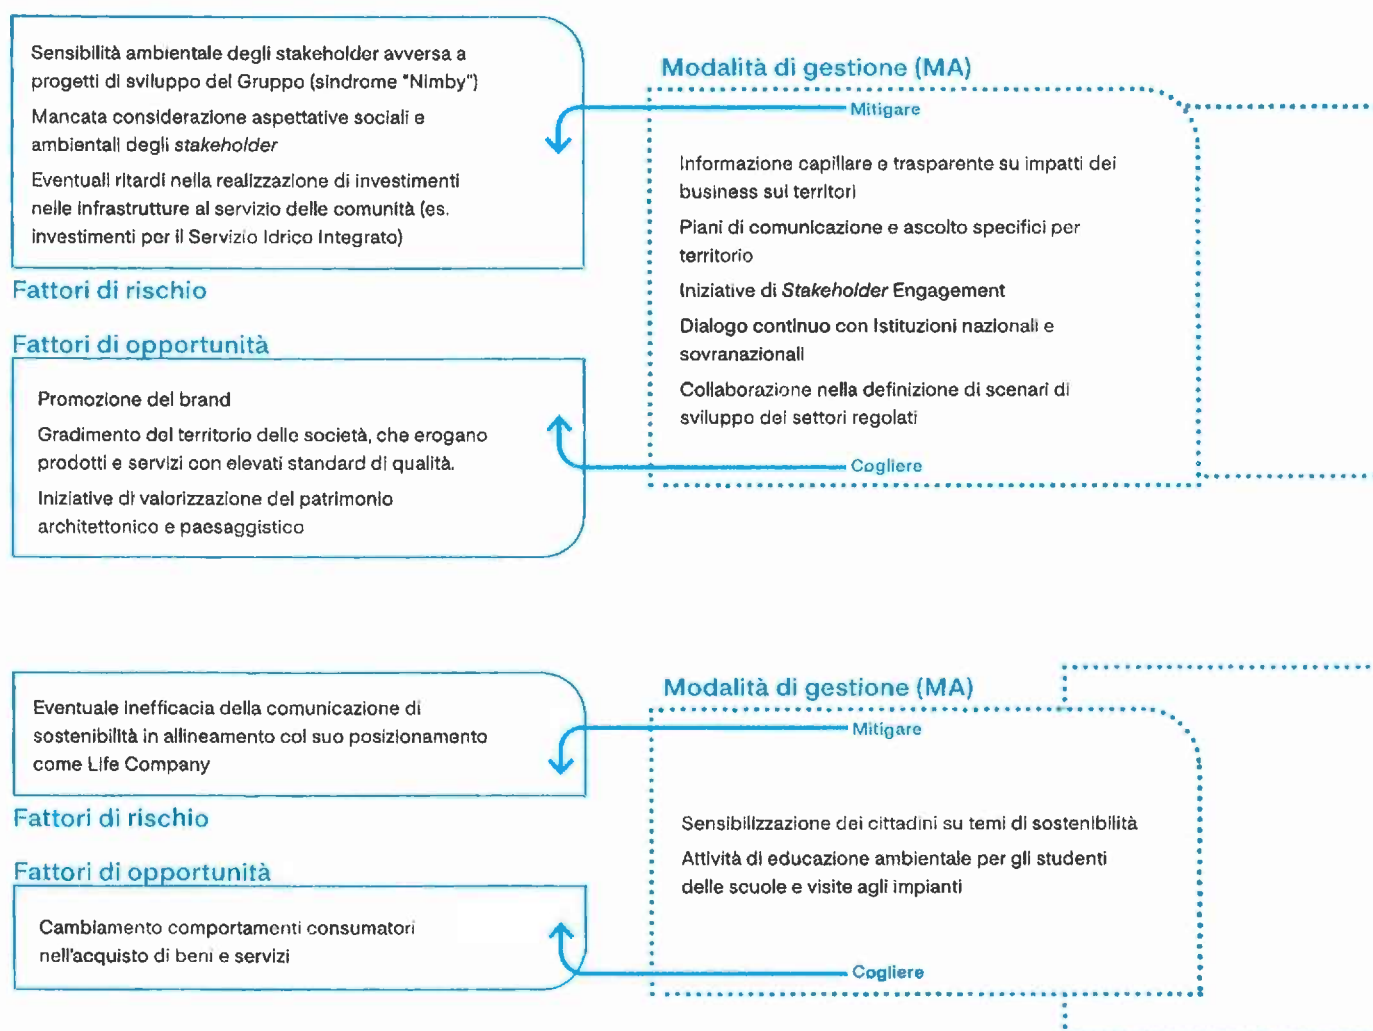 Sensibilità ambientale degli stakeholder avversa a
progetti di sviluppo del Gruppo (sindrome "Nimby")
Mancata considerazione aspettative sociali e
ambientali degli stakeholder
Eventuali ritardi nella realizzazione di investimenti
nelle infrastrutture al servizio delle comunità (es.
investimenti per il Servizio Idrico Integrato)
Fattori di rischio
Fattori di opportunità
Promozione del brand
Gradimento del territorio delle società, che erogano
prodotti e servizi con elevati standard di qualità.
Iniziative di valorizzazione del patrimonio
architettonico e paesaggistico
Modalità di gestione (MA)
Mitigare
Informazione capillare e trasparente su impatti dei
business sui territori
Piani di comunicazione e ascolto specifici per
territorio
Iniziative di Stakeholder Engagement
Dialogo continuo con Istituzioni nazionali e
sovranazionali
Collaborazione nella definizione di scenari di
sviluppo dei settori regolati
Cogliere
Eventuale inefficacia della comunicazione di
sostenibilità in allineamento col suo posizionamento
come Life Company
Fattori di rischio
Fattori di opportunità
Cambiamento comportamenti consumatori
nell'acquisto di beni e servizi
Modalità di gestione (MA)
Mitigare
Sensibilizzazione dei cittadini su temi di sostenibilità
Attività di educazione ambientale per gli studenti
delle scuole e visite agli impianti
Cogliere